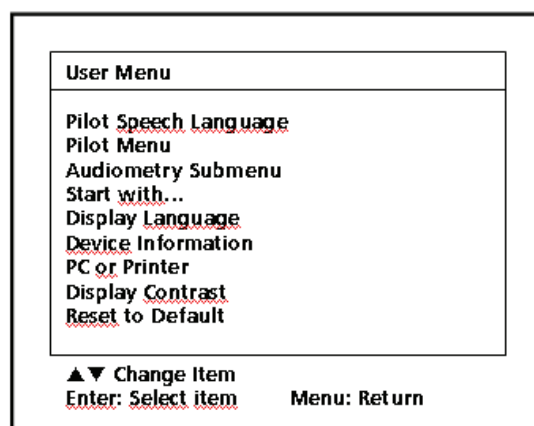 User Menu
Pilot Speech Language
Pilot Menu
Audiometry Submenu
Start with...
Display Language
Device Information
PC or Printer
Display Contrast
Reset to Default
▲▼ Change Item
Enter: Select item Menu: Return